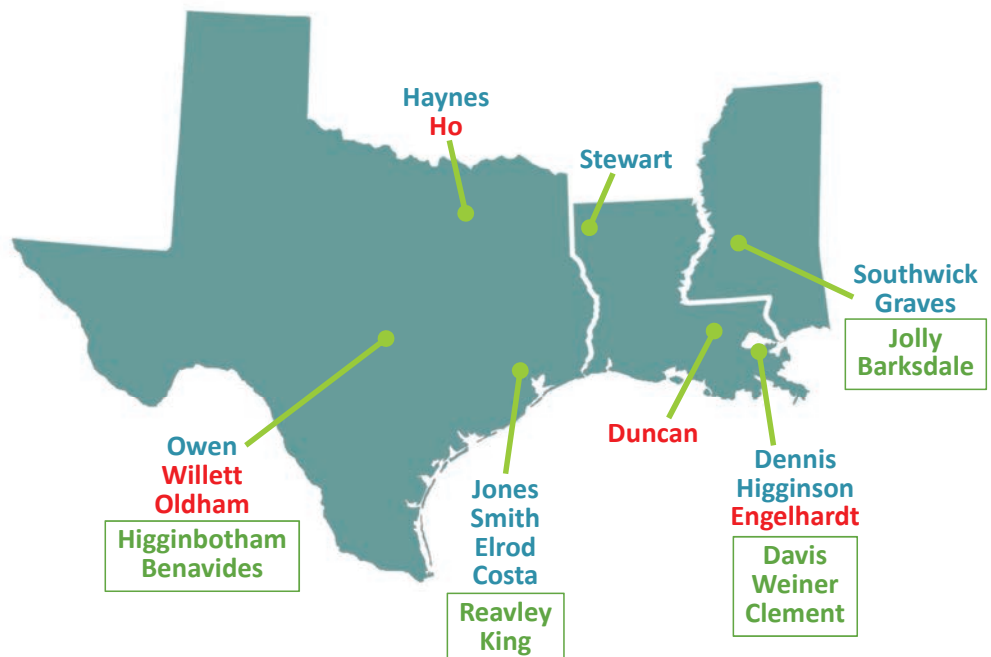 Haynes
Ho
Stewart
Southwick
Graves
Jolly
Barksdale
Owen
Willett
Oldham
Higginbotham
Benavides
Jones
Smith
Elrod
Costa
Reavley
King
Duncan
Dennis
Higginson
Engelhardt
Davis
Weiner
Clement